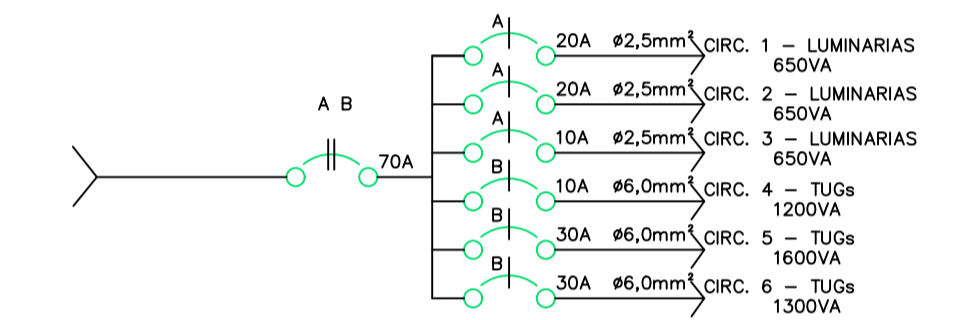 A B
70A
A 20A ø2,5mm² CIRC. 1 – LUMINARIAS
650VA
A 20A ø2,5mm² CIRC. 2 – LUMINARIAS
650VA
A 10A ø2,5mm² CIRC. 3 – LUMINARIAS
650VA
B 10A ø6,0mm² CIRC. 4 – TUGs
1200VA
B 30A ø6,0mm² CIRC. 5 – TUGs
1600VA
B 30A ø6,0mm² CIRC. 6 – TUGs
1300VA